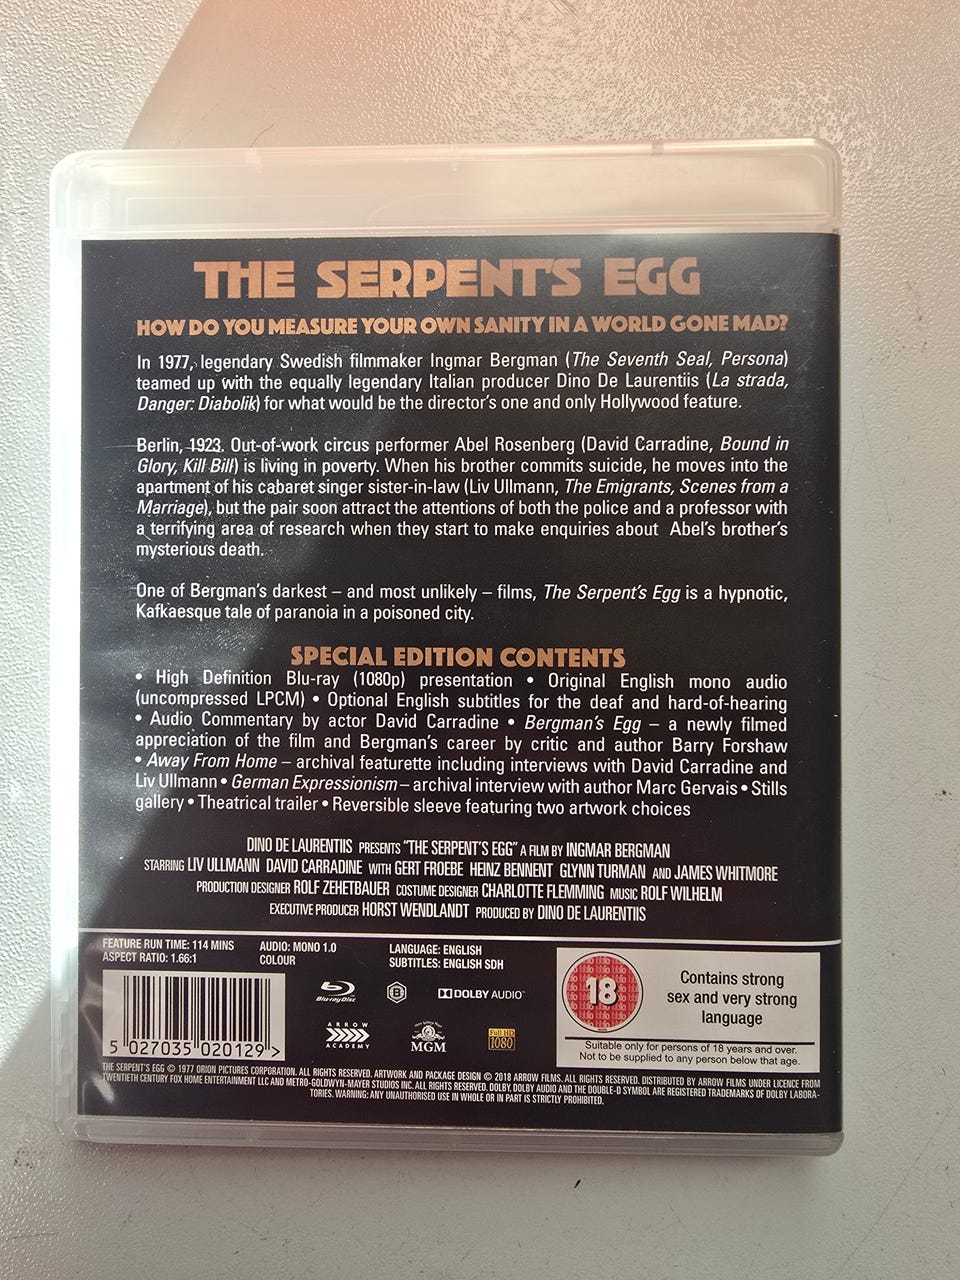 THE SERPENT'S EGG
HOW DO YOU MEASURE YOUR OWN SANITY IN A WORLD GONE MAD?
In 1977, legendary Swedish filmmaker Ingmar Bergman (The Seventh Seal, Persona)
teamed up with the equally legendary Italian producer Dino De Laurentiis (La strada,
Danger: Diabolik) for what would be the director's one and only Hollywood feature.
Berlin, 1923. Out-of-work circus performer Abel Rosenberg (David Carradine, Bound in
Glory, Kill Bill) is living in poverty. When his brother commits suicide, he moves into the
apartment of his cabaret singer sister-in-law (Liv Ullmann, The Emigrants, Scenes from a
Marriage), but the pair soon attract the attentions of both the police and a professor with
a terrifying area of research when they start to make enquiries about Abel's brother's
mysterious death.
One of Bergman's darkest – and most unlikely – films, The Serpent's Egg is a hypnotic,
Kafkaesque tale of paranoia in a poisoned city.
SPECIAL EDITION CONTENTS
• High Definition Blu-ray (1080p) presentation • Original English mono audio
(uncompressed LPCM) • Optional English subtitles for the deaf and hard-of-hearing
• Audio Commentary by actor David Carradine • Bergman's Egg – a newly filmed
appreciation of the film and Bergman's career by critic and author Barry Forshaw
• Away From Home – archival featurette including interviews with David Carradine and
Liv Ullmann • German Expressionism – archival interview with author Marc Gervais • Stills
gallery • Theatrical trailer • Reversible sleeve featuring two artwork choices
DINO DE LAURENTIIS PRESENTS "THE SERPENT'S EGG" A FILM BY INGMAR BERGMAN
STARRING LIV ULLMANN DAVID CARRADINE WITH GERT FROEBE HEINZ BENNENT GLYNN TURMAN AND JAMES WHITMORE
PRODUCTION DESIGNER ROLF ZEHETBAUER COSTUME DESIGNER CHARLOTTE FLEMMING MUSIC ROLF WILHELM
EXECUTIVE PRODUCER HORST WENDLANDT PRODUCED BY DINO DE LAURENTIIS
FEATURE RUN TIME: 114 MINS
ASPECT RATIO: 1.66:1
AUDIO: MONO 1.0
COLOUR
LANGUAGE: ENGLISH
SUBTITLES: ENGLISH SDH
5 027035 020129 >
Blu-ray Disc
B
DOLBY AUDIO™
ARROW
ACADEMY
MGM
Full HD
1080
18
Contains strong
sex and very strong
language
Suitable only for persons of 18 years and over.
Not to be supplied to any person below that age.
THE SERPENT'S EGG © 1977 ORION PICTURES CORPORATION. ALL RIGHTS RESERVED. ARTWORK AND PACKAGE DESIGN © 2018 ARROW FILMS. ALL RIGHTS RESERVED. DISTRIBUTED BY ARROW FILMS UNDER LICENCE FROM
TWENTIETH CENTURY FOX HOME ENTERTAINMENT LLC AND METRO-GOLDWYN-MAYER STUDIOS INC. ALL RIGHTS RESERVED. DOLBY, DOLBY AUDIO AND THE DOUBLE-D SYMBOL ARE REGISTERED TRADEMARKS OF DOLBY LABORA-
TORIES. WARNING: ANY UNAUTHORISED USE IN WHOLE OR IN PART IS STRICTLY PROHIBITED.